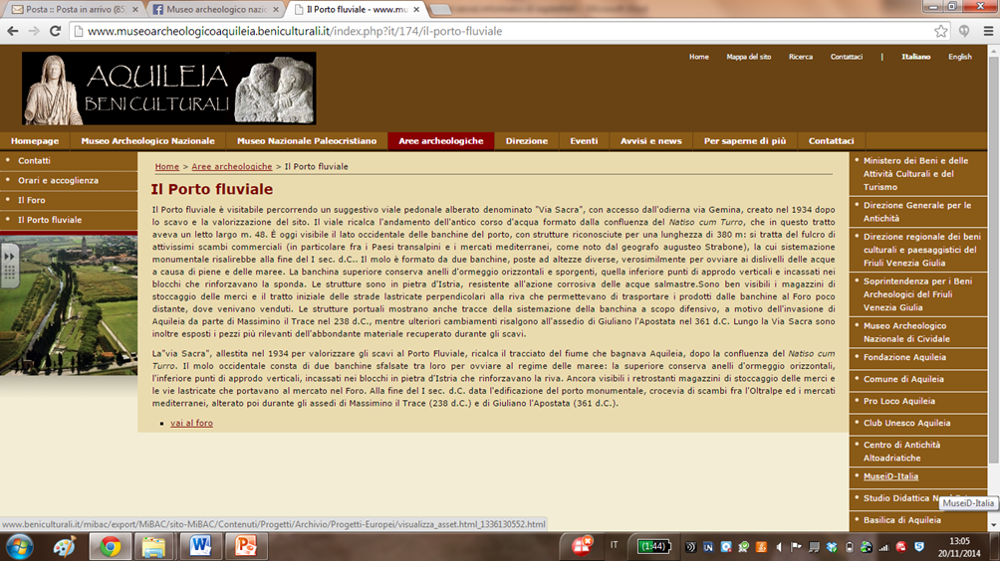 Posta :: Posta in arrivo (85
Museo archeologico nazio
Il Porto fluviale - www.mu
www.museoarcheologicoaquileia.beniculturali.it/index.php?it/174/il-porto-fluviale
AQUILEIA
BENI CULTURALI
Home Mappa del sito Ricerca Contattaci | Italiano English
Homepage Museo Archeologico Nazionale Museo Nazionale Paleocristiano Aree archeologiche Direzione Eventi Avvisi e news Per saperne di più Contattaci
Contatti
Orari e accoglienza
Il Foro
Il Porto fluviale
Home > Aree archeologiche > Il Porto fluviale
Il Porto fluviale
Il Porto fluviale è visitabile percorrendo un suggestivo viale pedonale alberato denominato "Via Sacra", con accesso dall'odierna via Gemina, creato nel 1934 dopo
lo scavo e la valorizzazione del sito. Il viale ricalca l'andamento dell'antico corso d'acqua formato dalla confluenza del Natiso cum Turro, che in questo tratto
aveva un letto largo m. 48. È oggi visibile il lato occidentale delle banchine del porto, con strutture riconosciute per una lunghezza di 380 m: si tratta del fulcro di
attivissimi scambi commerciali (in particolare fra i Paesi transalpini e i mercati mediterranei, come noto dal geografo augusteo Strabone), la cui sistemazione
monumentale risalirebbe alla fine del I sec. d.C.. Il molo è formato da due banchine, poste ad altezze diverse, verosimilmente per ovviare ai dislivelli delle acque
a causa di piene e delle maree. La banchina superiore conserva anelli d'ormeggio orizzontali e sporgenti, quella inferiore punti di approdo verticali e incassati nei
blocchi che rinforzavano la sponda. Le strutture sono in pietra d'Istria, resistente all'azione corrosiva delle acque salmastre.Sono ben visibili i magazzini di
stoccaggio delle merci e il tratto iniziale delle strade lastricate perpendicolari alla riva che permettevano di trasportare i prodotti dalle banchine al Foro poco
distante, dove venivano venduti. Le strutture portuali mostrano anche tracce della sistemazione della banchina a scopo difensivo, a motivo dell'invasione di
Aquileia da parte di Massimino il Trace nel 238 d.C., mentre ulteriori cambiamenti risalgono all'assedio di Giuliano l'Apostata nel 361 d.C. Lungo la Via Sacra sono
inoltre esposti i pezzi più rilevanti dell'abbondante materiale recuperato durante gli scavi.
La"via Sacra", allestita nel 1934 per valorizzare gli scavi al Porto Fluviale, ricalca il tracciato del fiume che bagnava Aquileia, dopo la confluenza del Natiso cum
Turro. Il molo occidentale consta di due banchine sfalsate tra loro per ovviare al regime delle maree: la superiore conserva anelli d'ormeggio orizzontali,
l'inferiore punti di approdo verticali, incassati nei blocchi in pietra d'Istria che rinforzavano la riva. Ancora visibili i retrostanti magazzini di stoccaggio delle merci e
le vie lastricate che portavano al mercato nel Foro. Alla fine del I sec. d.C. data l'edificazione del porto monumentale, crocevia di scambi fra l'Oltralpe ed i mercati
mediterranei, alterato poi durante gli assedi di Massimino il Trace (238 d.C.) e di Giuliano l'Apostata (361 d.C.).
vai al foro
Ministero dei Beni e delle
Attività Culturali e del
Turismo
Direzione Generale per le
Antichità
Direzione regionale dei beni
culturali e paesaggistici del
Friuli Venezia Giulia
Soprintendenza per i Beni
Archeologici del Friuli
Venezia Giulia
Museo Archeologico
Nazionale di Cividale
Fondazione Aquileia
Comune di Aquileia
Pro Loco Aquileia
Club Unesco Aquileia
Centro di Antichità
Altoadriatiche
MuseiD-Italia
Studio Didattica
MuseiD-Italia
Basilica di Aquileia
www.beniculturali.it/mibac/export/MiBAC/sito-MiBAC/Contenuti/Progetti/Archivio/Progetti-Europei/visualizza_asset.html_1336130552.html
IT
(1:44)
13:05
20/11/2014